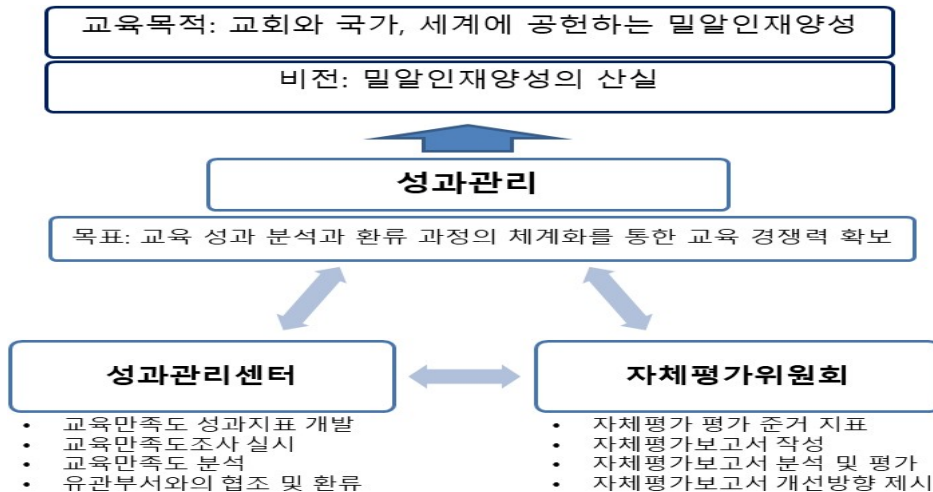 교육목적: 교회와 국가, 세계에 공헌하는 밀알인재양성
비전: 밀알인재양성의 산실
성과관리
목표: 교육 성과 분석과 환류 과정의 체계화를 통한 교육 경쟁력 확보
성과관리센터
• 교육만족도 성과지표 개발
• 교육만족도조사 실시
• 교육만족도 분석
• 유관부서와의 협조 및 환류
자체평가위원회
• 자체평가 평가 준거 지표
• 자체평가보고서 작성
• 자체평가보고서 분석 및 평가
• 자체평가보고서 개선방향 제시